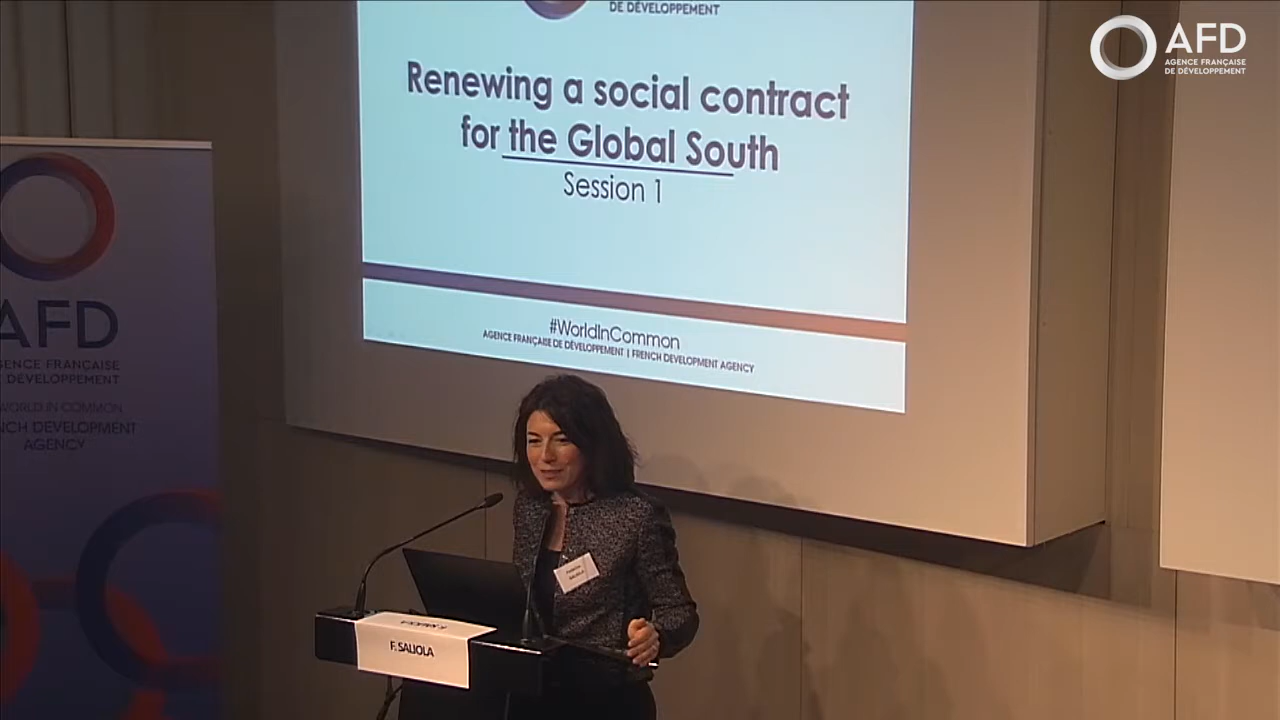 DE DÉVELOPPEMENT
Renewing a social contract
for the Global South
Session 1
#WorldInCommon
AGENCE FRANÇAISE DE DÉVELOPPEMENT | FRENCH DEVELOPMENT AGENCY
AFD
AGENCE FRANÇAISE
DE DÉVELOPPEMENT
AFD
GENCE FRANÇAISE
DÉVELOPPEMENT
WORLD IN COMMON
NCH DEVELOPMENT
AGENCY
F. SALIOLA